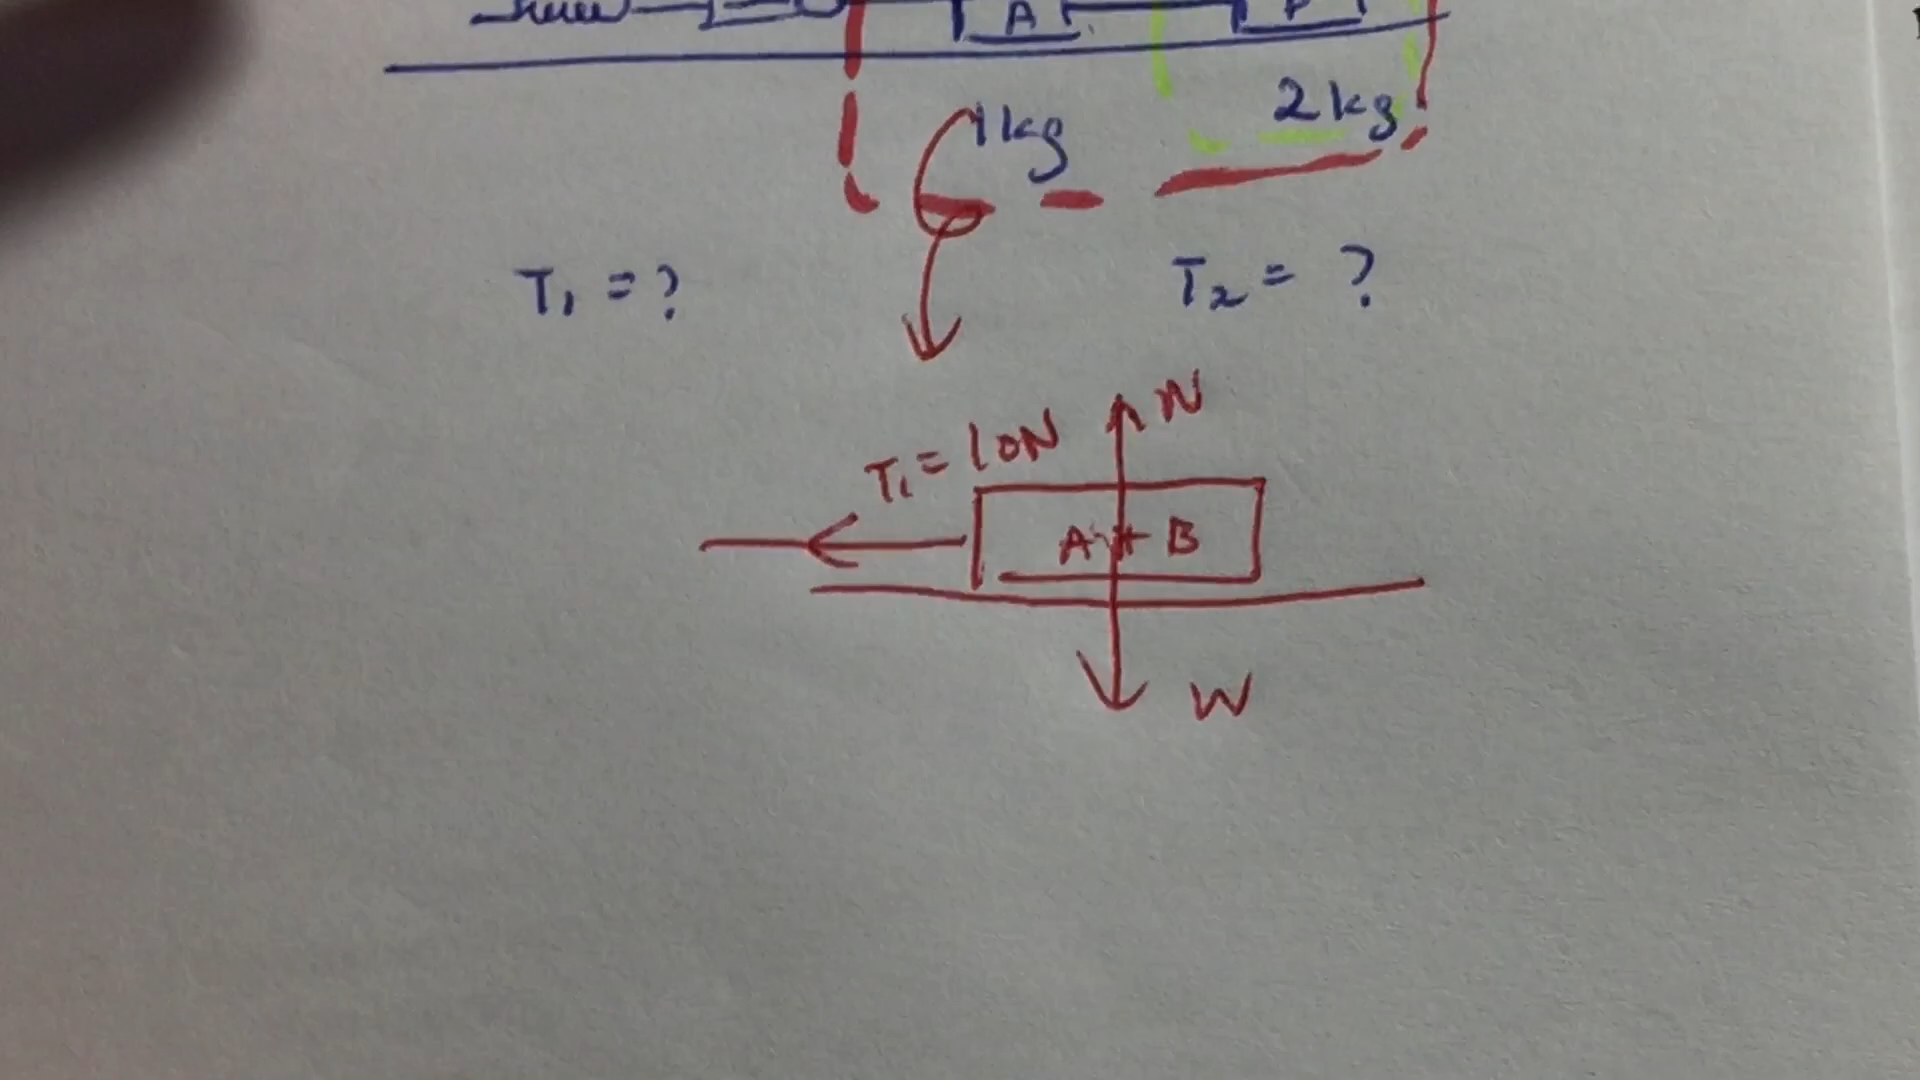 A
1kg
2kg
T₁ = ?
T₂ = ?
N
T₁ = 10N
A + B
W